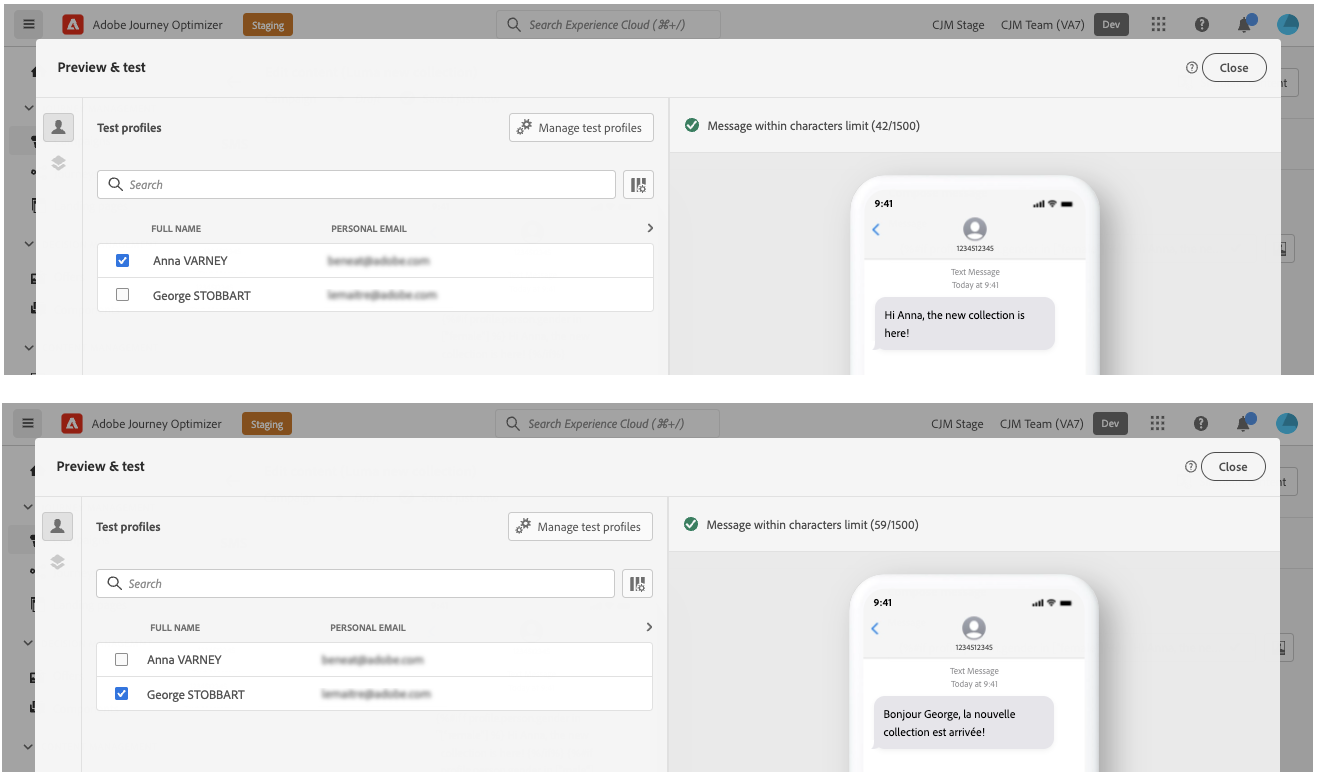 Adobe Journey Optimizer Staging Search Experience Cloud (⌘+/) CJM Stage CJM Team (VA7) Dev
Preview & test Close
Test profiles Manage test profiles Message within characters limit (42/1500)
Search
9:41
FULL NAME PERSONAL EMAIL
1234512345
Anna VARNEY
Text Message
Today at 9:41
George STOBBART
Hi Anna, the new collection is
here!
Adobe Journey Optimizer Staging Search Experience Cloud (⌘+/) CJM Stage CJM Team (VA7) Dev
Preview & test Close
Test profiles Manage test profiles Message within characters limit (59/1500)
Search
9:41
FULL NAME PERSONAL EMAIL
1234512345
Anna VARNEY
Text Message
Today at 9:41
George STOBBART
Bonjour George, la nouvelle
collection est arrivée!